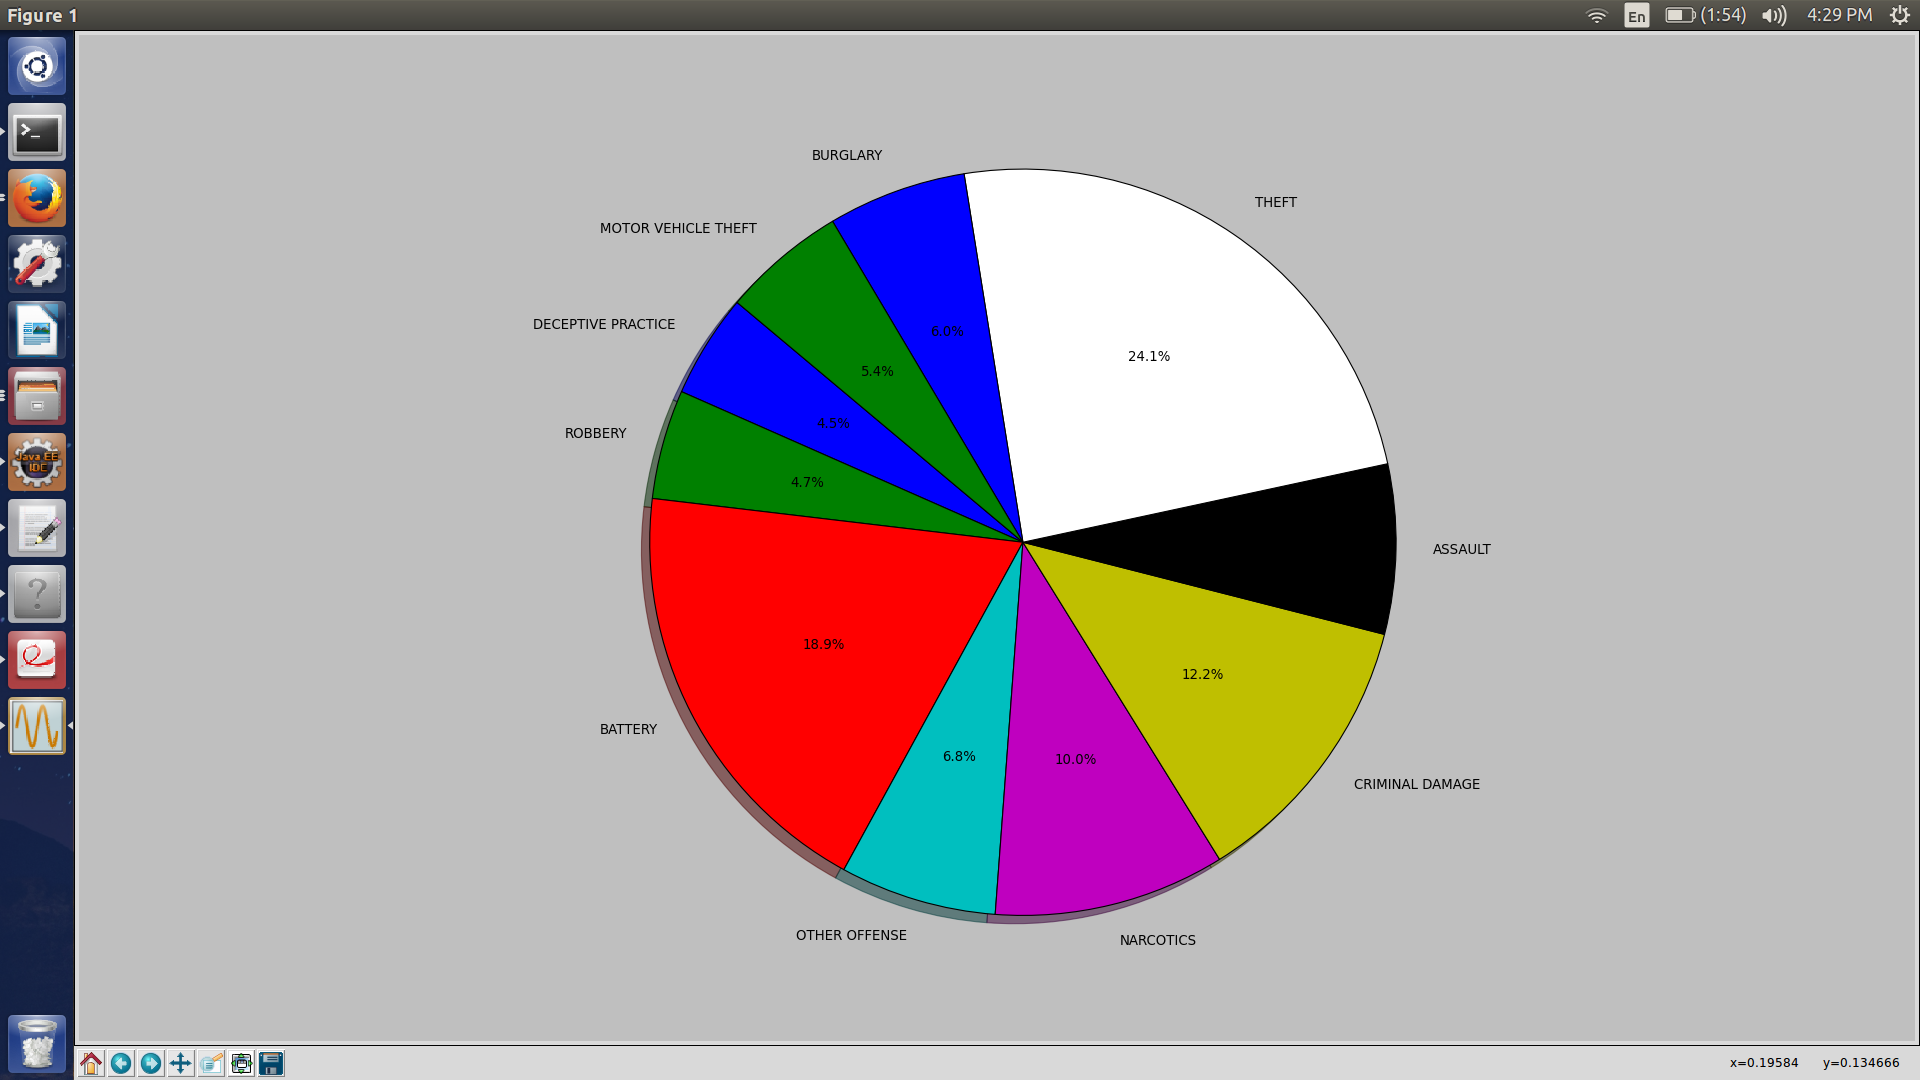 Figure 1
En
(1:54)
4:29 PM
BURGLARY
THEFT
MOTOR VEHICLE THEFT
DECEPTIVE PRACTICE
6.0%
24.1%
5.4%
4.5%
ROBBERY
4.7%
Java EE
IDE
ASSAULT
18.9%
12.2%
BATTERY
6.8%
10.0%
CRIMINAL DAMAGE
OTHER OFFENSE
NARCOTICS
x=0.19584 y=0.134666